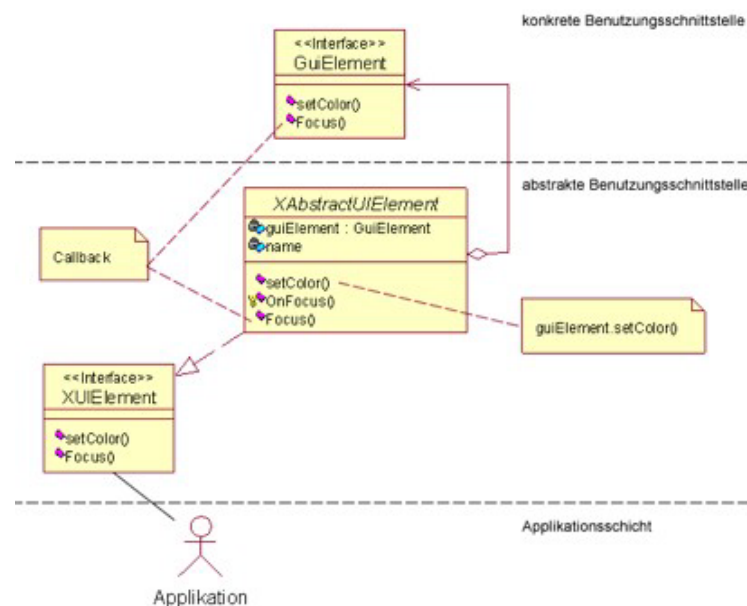 konkrete Benutzungsschnittstelle
<<Interface>>
GuiElement
setColor()
Focus()
abstrakte Benutzungsschnittstelle
XAbstractUIElement
guiElement : GuiElement
name
setColor()
OnFocus()
Focus()
Callback
guiElement.setColor()
<<Interface>>
XUIElement
setColor()
Focus()
Applikationsschicht
Applikation